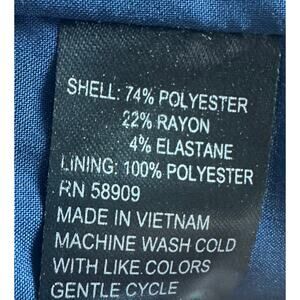 SHELL: 74% POLYESTER
22% RAYON
4% ELASTANE
LINING: 100% POLYESTER
RN 58909
MADE IN VIETNAM
MACHINE WASH COLD
WITH LIKE.COLORS
GENTLE CYCLE